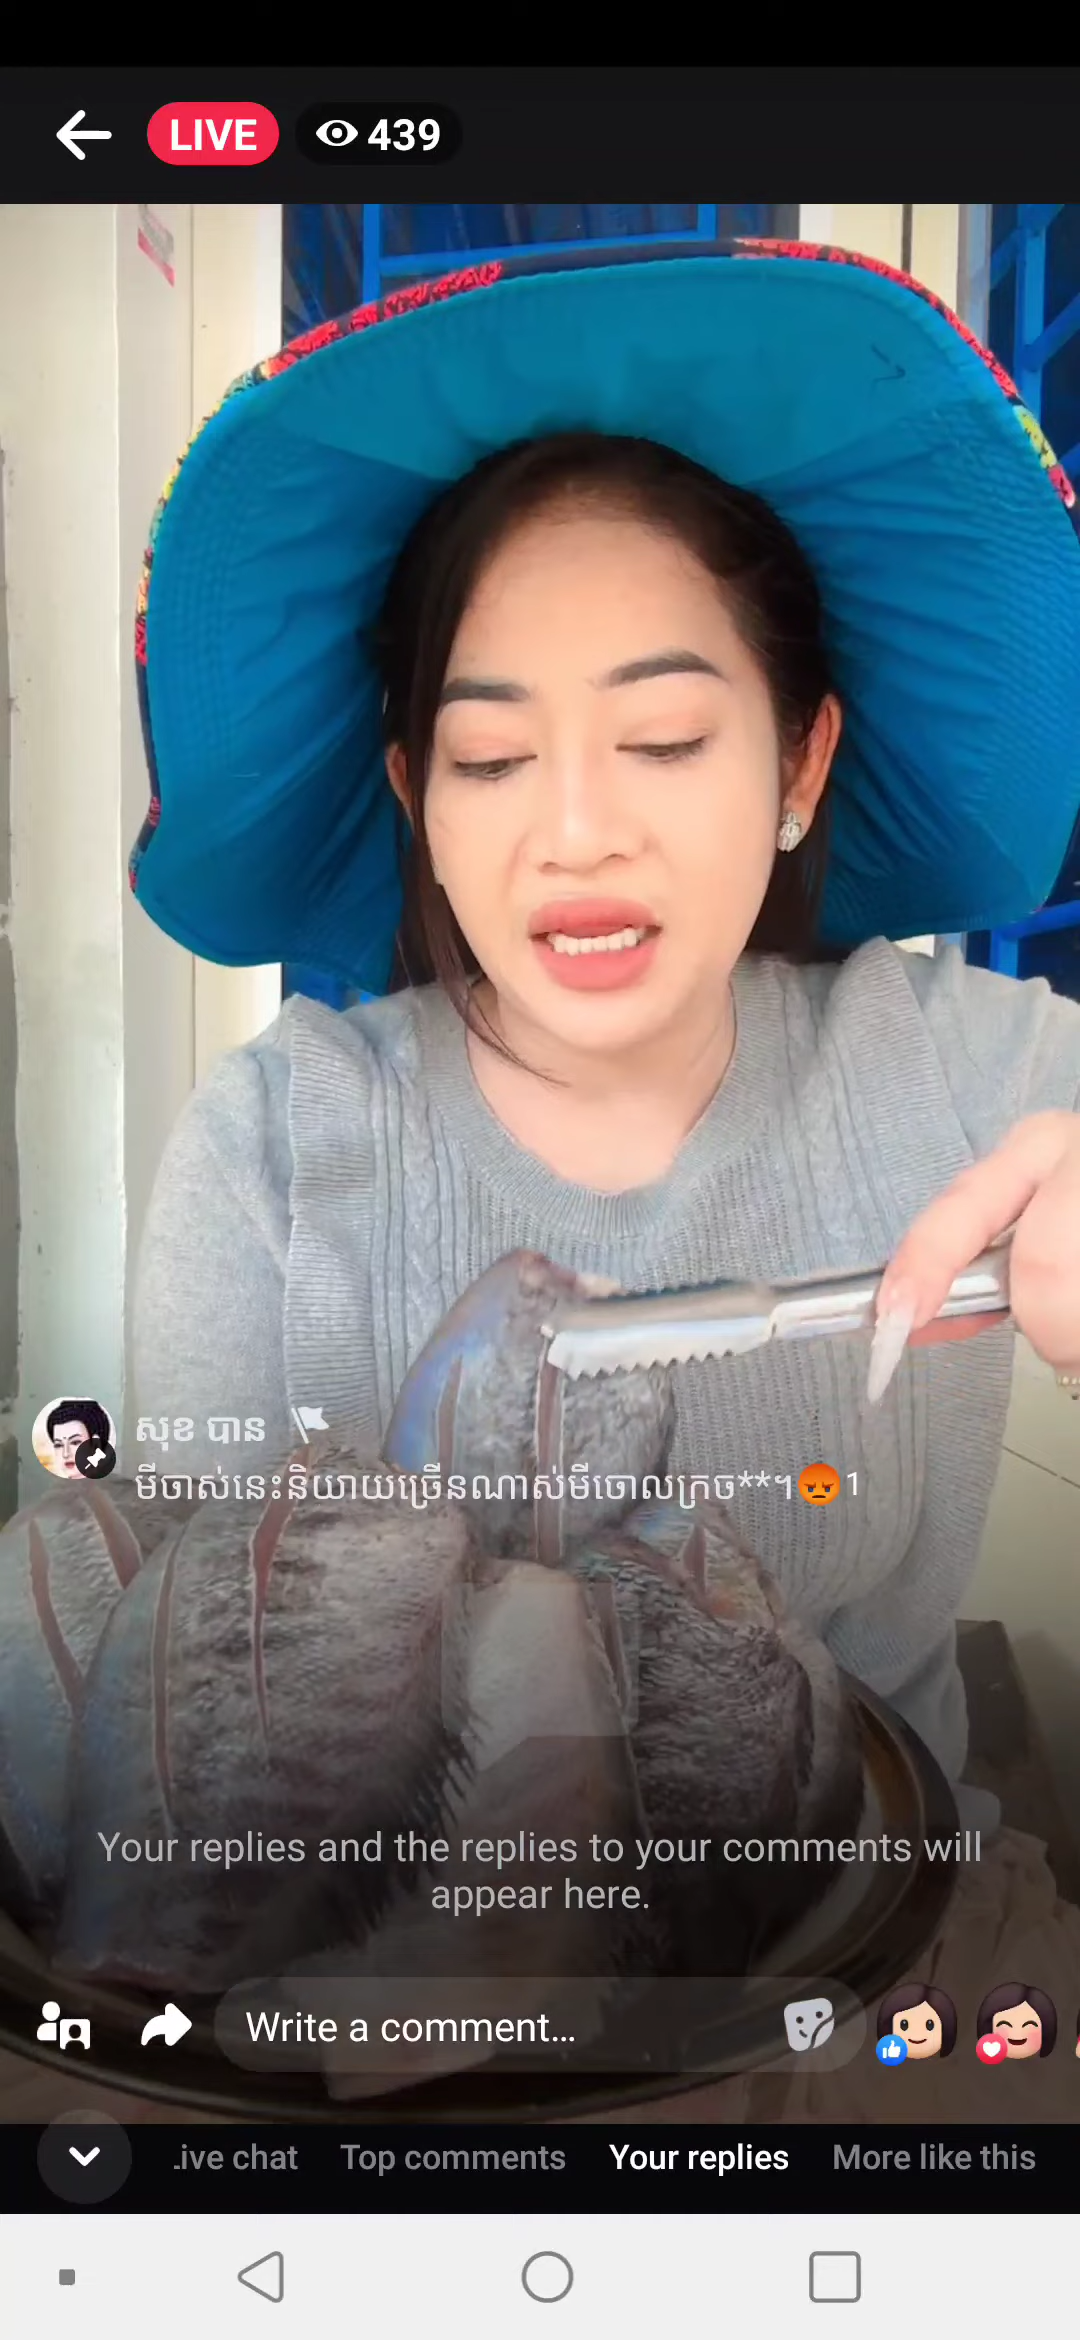 LIVE 439
សុខ បាន
មីចាស់នេះនិយាយច្រើនណាស់មីចោលក្រច**។😡1
Your replies and the replies to your comments will
appear here.
Write a comment...
.ive chat Top comments Your replies More like this